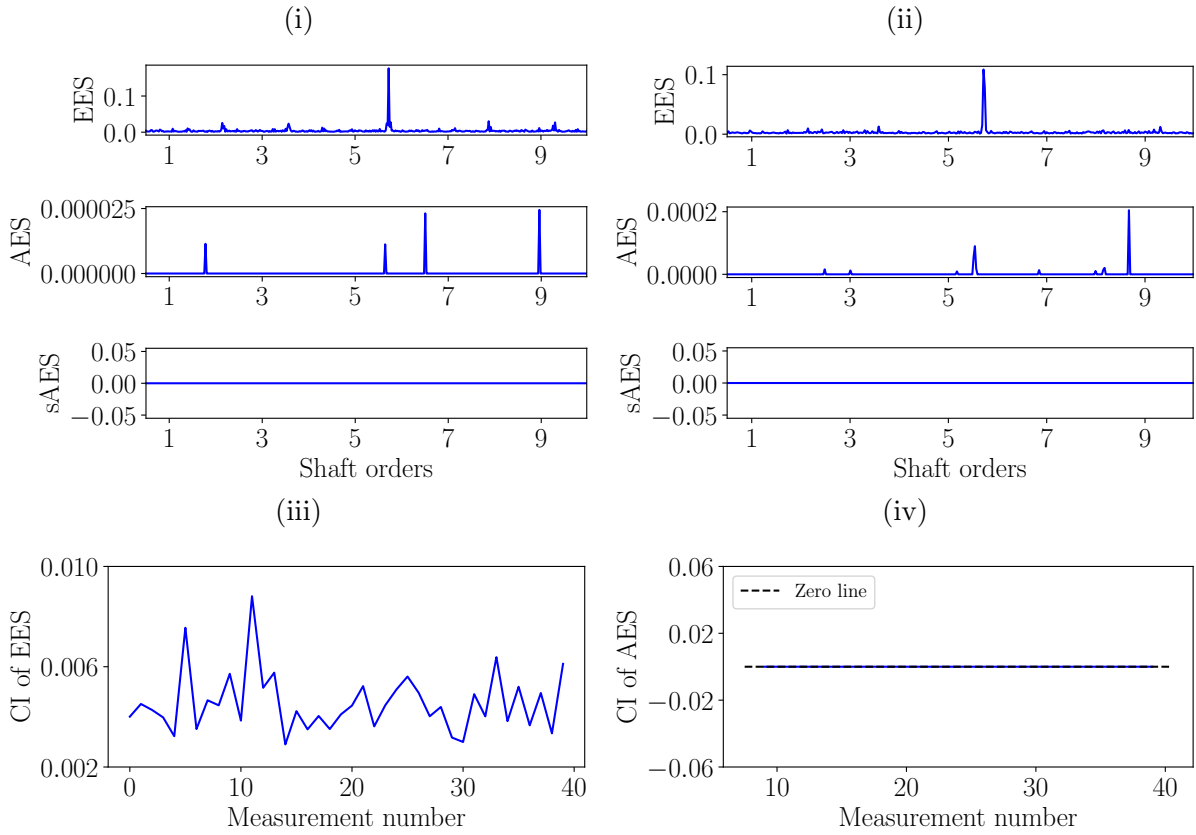 (i)
EES
0.1
0.0
1 3 5 7 9
AES
0.000025
0.000000
1 3 5 7 9
sAES
0.05
0.00
−0.05
1 3 5 7 9
Shaft orders
(ii)
EES
0.1
0.0
1 3 5 7 9
AES
0.0002
0.0000
1 3 5 7 9
sAES
0.05
0.00
−0.05
1 3 5 7 9
Shaft orders
(iii)
CI of EES
0.010
0.006
0.002
0 10 20 30 40
Measurement number
(iv)
CI of AES
0.06
0.02
−0.02
−0.06
Zero line
10 20 30 40
Measurement number